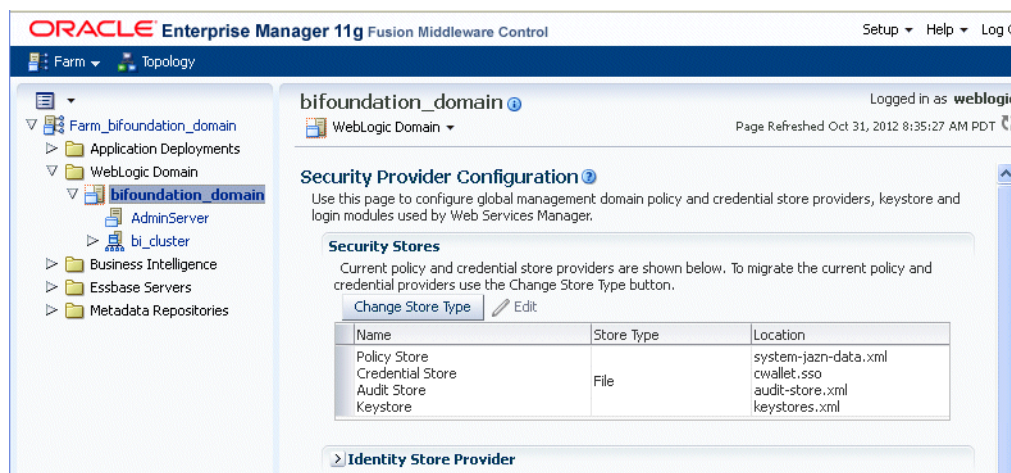 ORACLE Enterprise Manager 11g Fusion Middleware Control
Setup Help Log
Farm Topology
Farm_bifoundation_domain
Application Deployments
WebLogic Domain
bifoundation_domain
AdminServer
bi_cluster
Business Intelligence
Essbase Servers
Metadata Repositories
bifoundation_domain
Logged in as weblogic
WebLogic Domain
Page Refreshed Oct 31, 2012 8:35:27 AM PDT
Security Provider Configuration
Use this page to configure global management domain policy and credential store providers, keystore and
login modules used by Web Services Manager.
Security Stores
Current policy and credential store providers are shown below. To migrate the current policy and
credential providers use the Change Store Type button.
Change Store Type Edit
Name Store Type Location
Policy Store system-jazn-data.xml
Credential Store cwallet.sso
File
Audit Store audit-store.xml
Keystore keystores.xml
Identity Store Provider